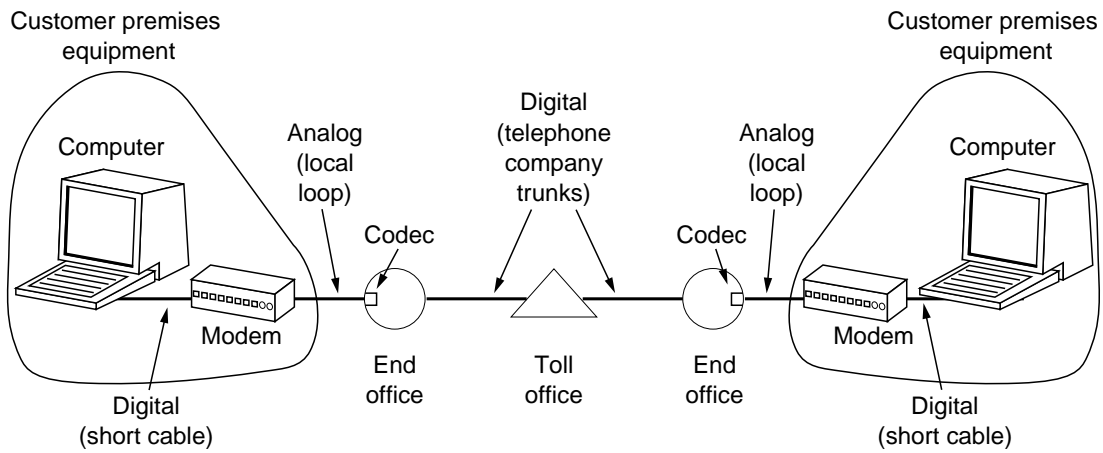 Customer premises
equipment
Customer premises
equipment
Digital
(telephone
company
trunks)
Analog
(local
loop)
Analog
(local
loop)
Computer
Computer
Codec
Codec
Modem
Modem
End
office
Toll
office
End
office
Digital
(short cable)
Digital
(short cable)